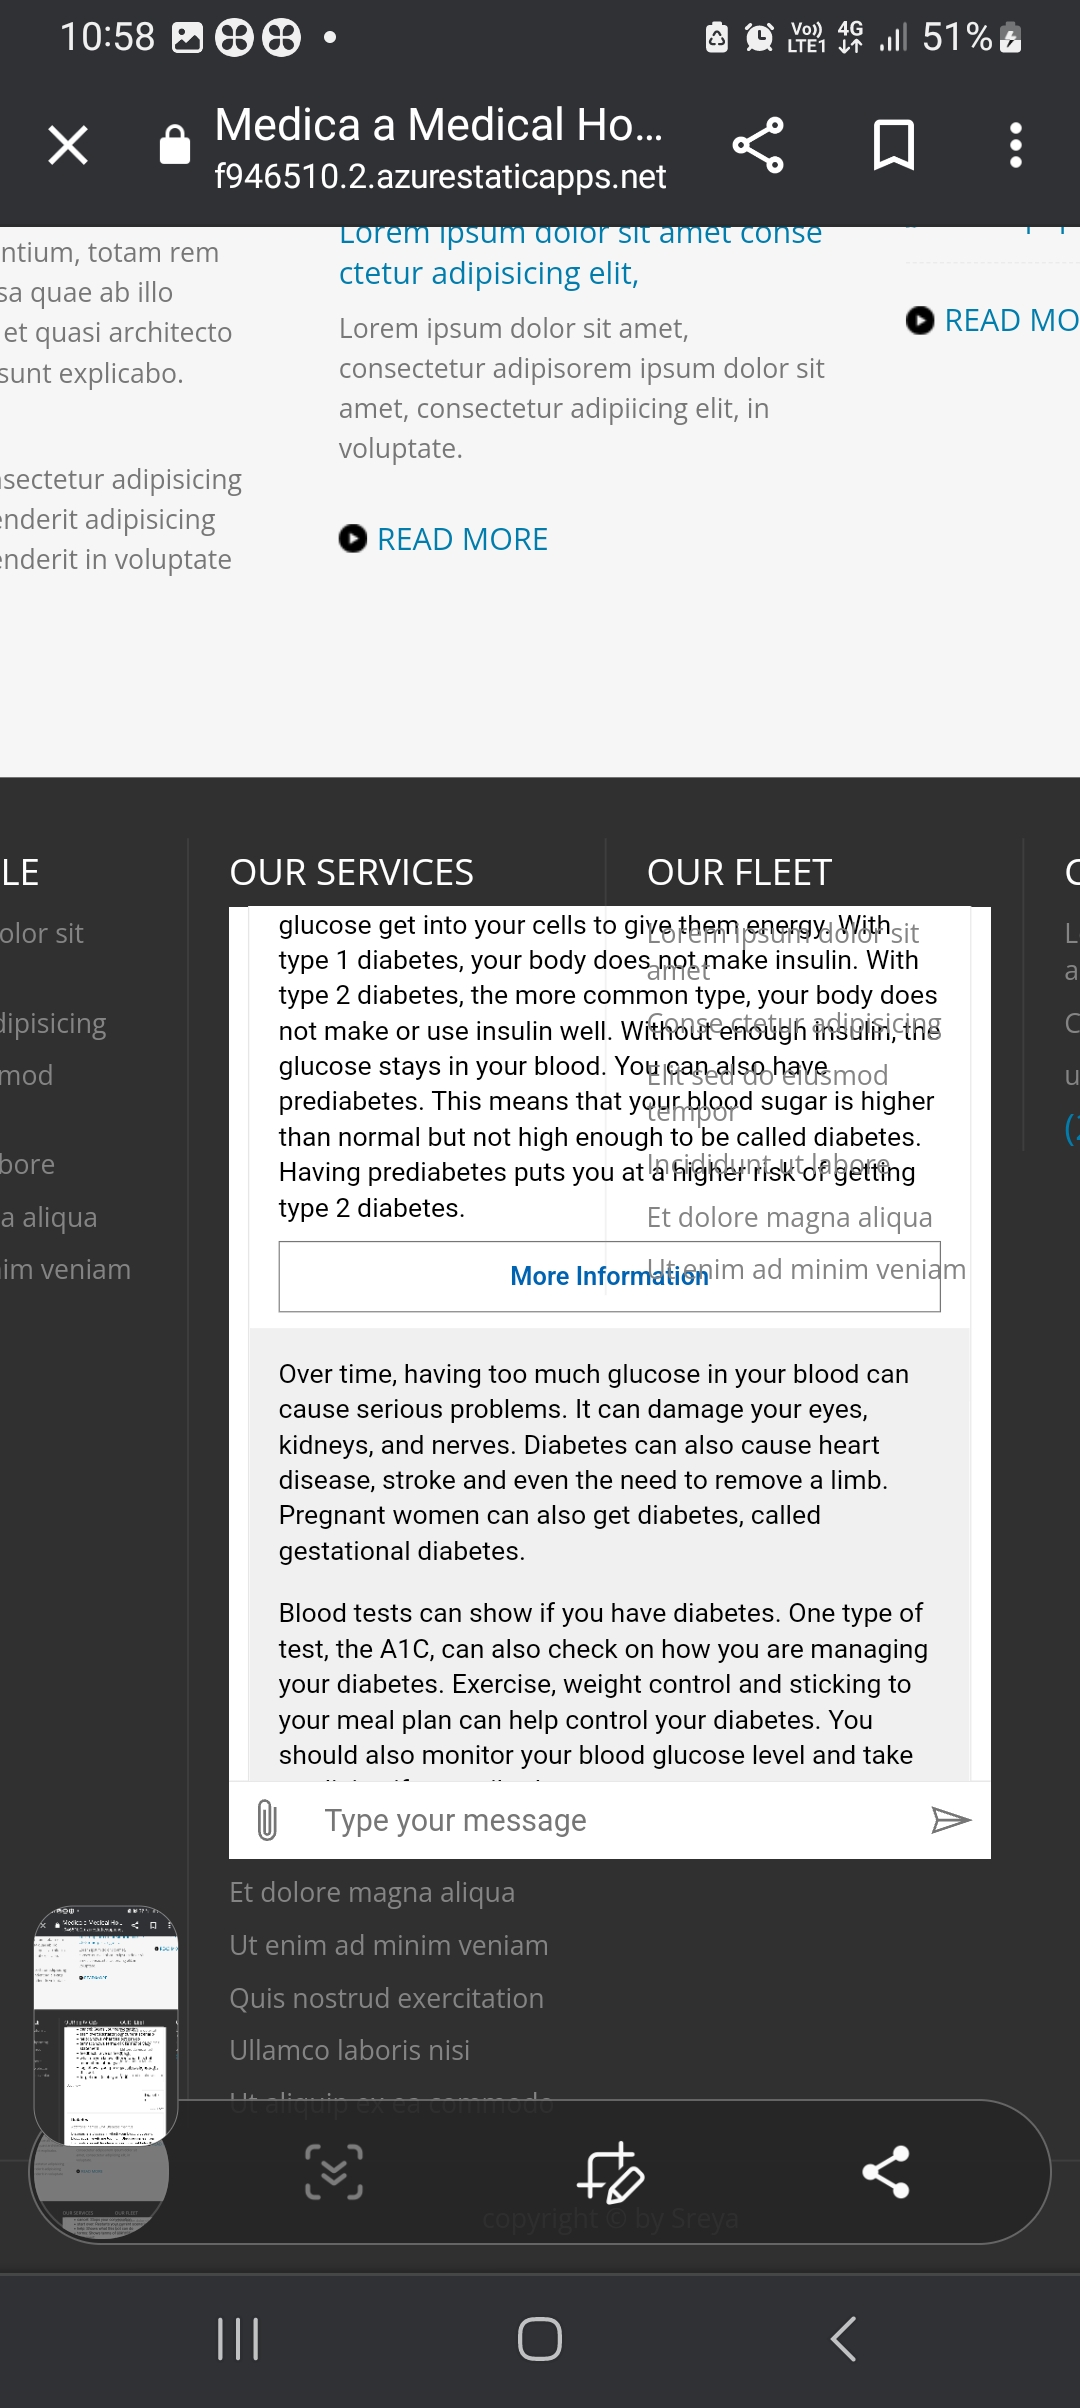 10:58
Vo))
LTE1
4G
51%
Medica a Medical Ho...
f946510.2.azurestaticapps.net
ntium, totam rem
sa quae ab illo
et quasi architecto
sunt explicabo.
nsectetur adipisicing
enderit adipisicing
enderit in voluptate
Lorem ipsum dolor sit amet conse
ctetur adipisicing elit,
Lorem ipsum dolor sit amet,
consectetur adipisorem ipsum dolor sit
amet, consectetur adipiicing elit, in
voluptate.
READ MORE
READ MO
LE
olor sit
dipisicing
mod
bore
a aliqua
nim veniam
OUR SERVICES
glucose get into your cells to give them energy. With
type 1 diabetes, your body does not make insulin. With
type 2 diabetes, the more common type, your body does
not make or use insulin well. Without enough insulin, the
glucose stays in your blood. You can also have
prediabetes. This means that your blood sugar is higher
than normal but not high enough to be called diabetes.
Having prediabetes puts you at a higher risk of getting
type 2 diabetes.
More Information
Over time, having too much glucose in your blood can
cause serious problems. It can damage your eyes,
kidneys, and nerves. Diabetes can also cause heart
disease, stroke and even the need to remove a limb.
Pregnant women can also get diabetes, called
gestational diabetes.
Blood tests can show if you have diabetes. One type of
test, the A1C, can also check on how you are managing
your diabetes. Exercise, weight control and sticking to
your meal plan can help control your diabetes. You
should also monitor your blood glucose level and take
Type your message
Et dolore magna aliqua
Ut enim ad minim veniam
Quis nostrud exercitation
Ullamco laboris nisi
Ut aliquip ex ea commodo
OUR FLEET
Lorem ipsum dolor sit
amet
Conse ctetur adipisicing
Elit sed do eiusmod
tempor
Incididunt ut labore
Et dolore magna aliqua
Ut enim ad minim veniam
copyright © by Sreya